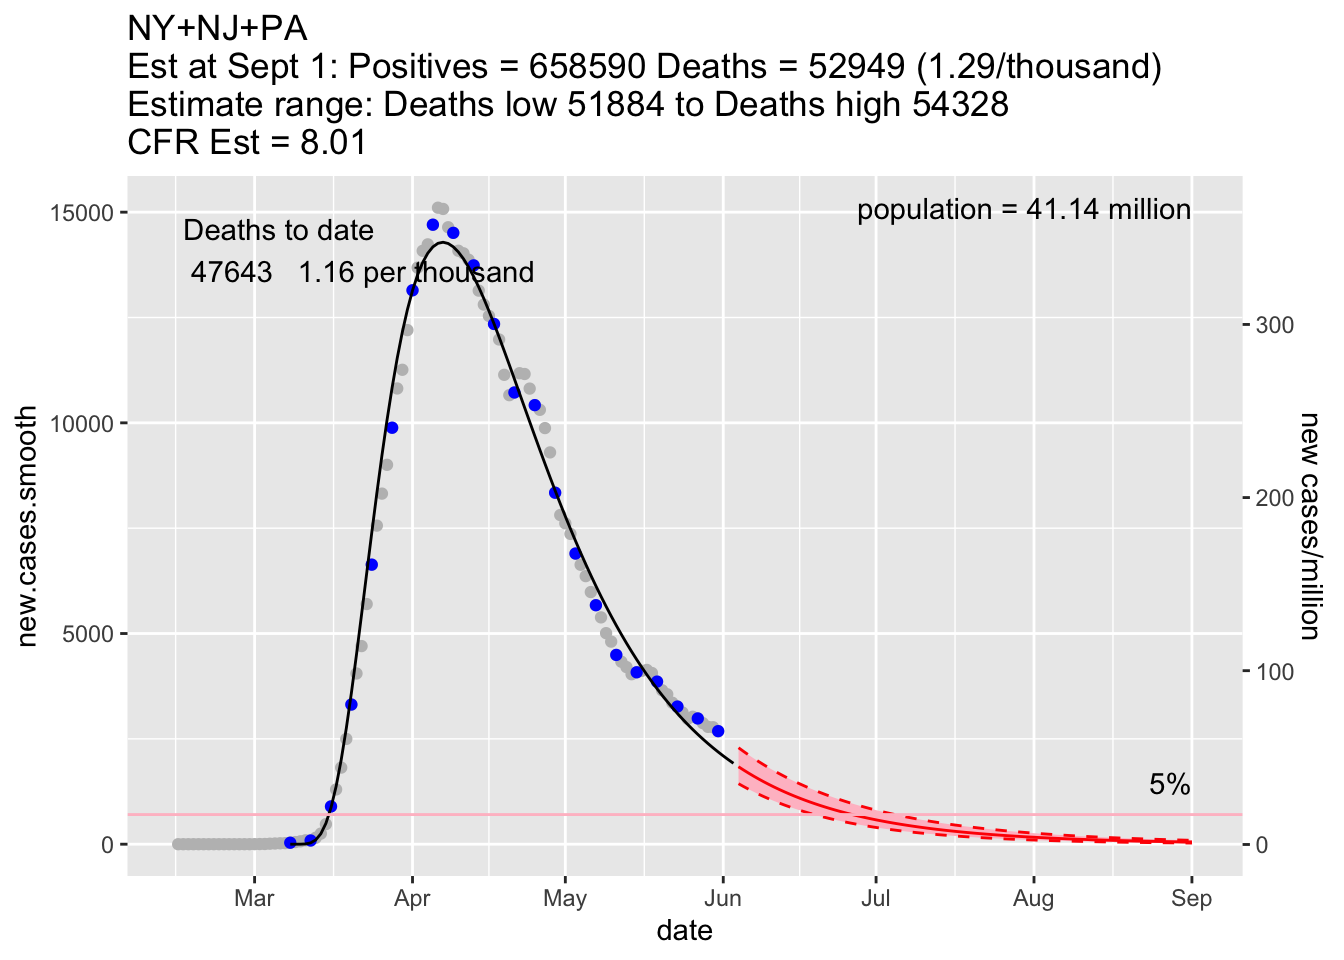 NY+NJ+PA
Est at Sept 1: Positives = 658590 Deaths = 52949 (1.29/thousand)
Estimate range: Deaths low 51884 to Deaths high 54328
CFR Est = 8.01
Deaths to date
47643 1.16 per thousand
population = 41.14 million
5%
new.cases.smooth
15000
10000
5000
0
300
200
100
0
new cases/million
Mar Apr May Jun Jul Aug Sep
date